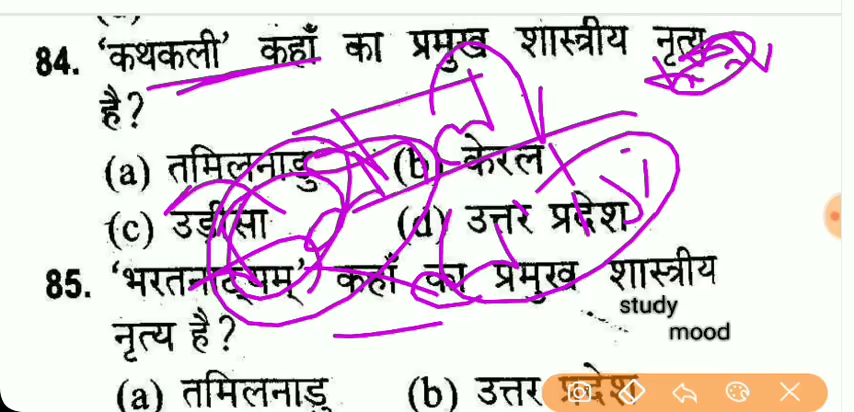 84. 'कथकली' कहाँ का प्रमुख शास्त्रीय नृत्य
है?
(a) तमिलनाडु (b) केरल
(c) उड़ीसा (d) उत्तर प्रदेश
85. 'भरतनाट्यम्' कहाँ का प्रमुख शास्त्रीय
study
mood
नृत्य है?
(a) तमिलनाडु (b) उत्तर प्रदेश